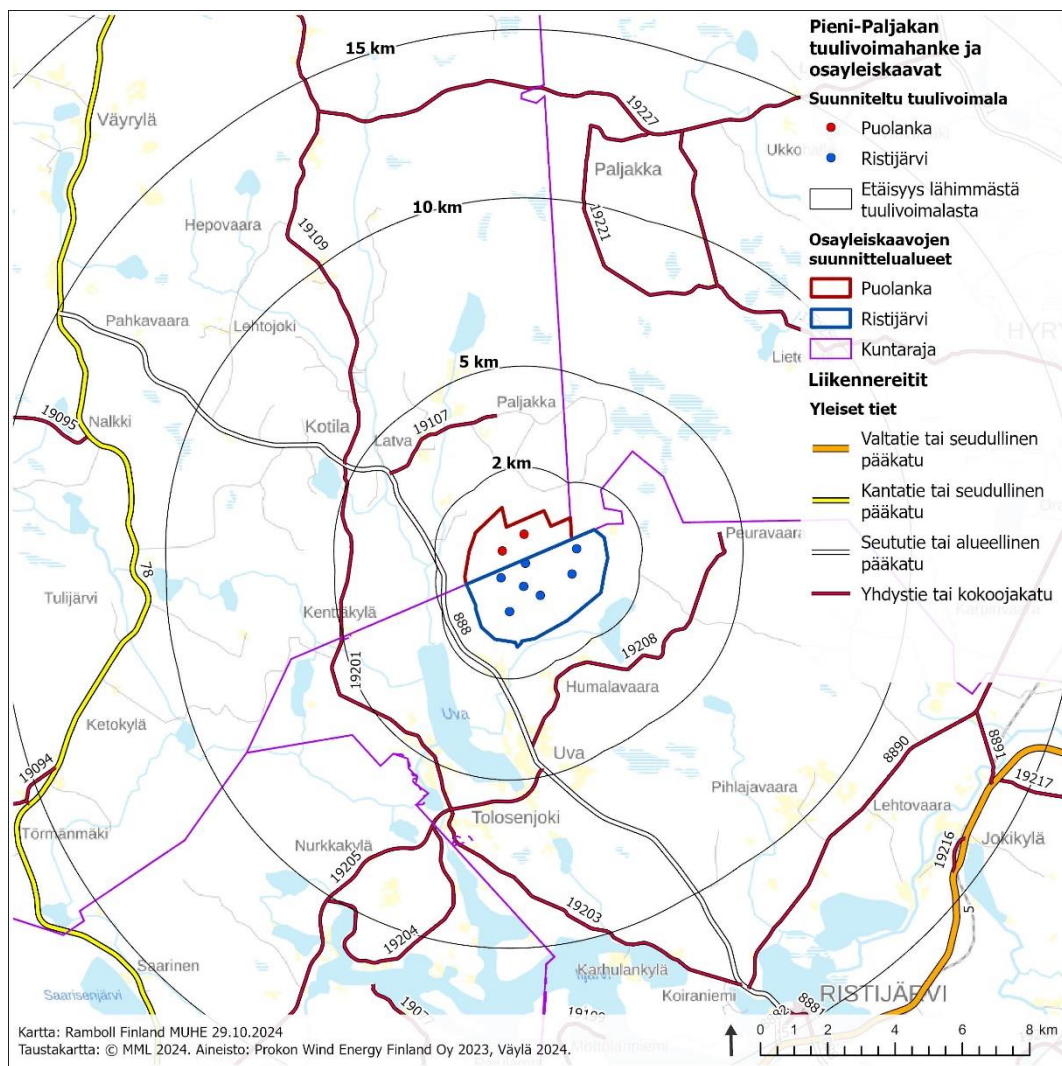 15 km
Väyrylä
19227
Ukko
Paljakka
10 km
19221
Hepovaara
19109
Pahkavaara
Lehtojoki
HYR
Liete
5 km
19095
Nalkki
Kotila
Latva
19107
Paljakka
2 km
78
Tulijärvi
Kenttäkylä
888
Peuravaara
19201
19208
Humalavaara
Uva
Uva
Ketokylä
19094
Törmänmäki
Tolosenjoki
Nurkkakylä
19205
19204
19203
Pihlajavaara
8890
8891
19217
Lehtovaara
19216
Jokikylä
5
Saarinen
Saarisenjärvi
Karhulankylä
Koiraniemi
RISTIJÄRVI
8881
Pieni-Paljakan
tuulivoimahanke ja
osayleiskaavat
Suunniteltu tuulivoimala
Puolanka
Ristijärvi
Etäisyys lähimmästä
tuulivoimalasta
Osayleiskaavojen
suunnittelualueet
Puolanka
Ristijärvi
Kuntaraja
Liikennereitit
Yleiset tiet
Valtatie tai seudullinen
pääkatu
Kantatie tai seudullinen
pääkatu
Seututie tai alueellinen
pääkatu
Yhdystie tai kokoojakatu
Kartta: Ramboll Finland MUHE 29.10.2024
Taustakartta: © MML 2024. Aineisto: Prokon Wind Energy Finland Oy 2023, Väylä 2024.
0 1 2 4 6 8 km